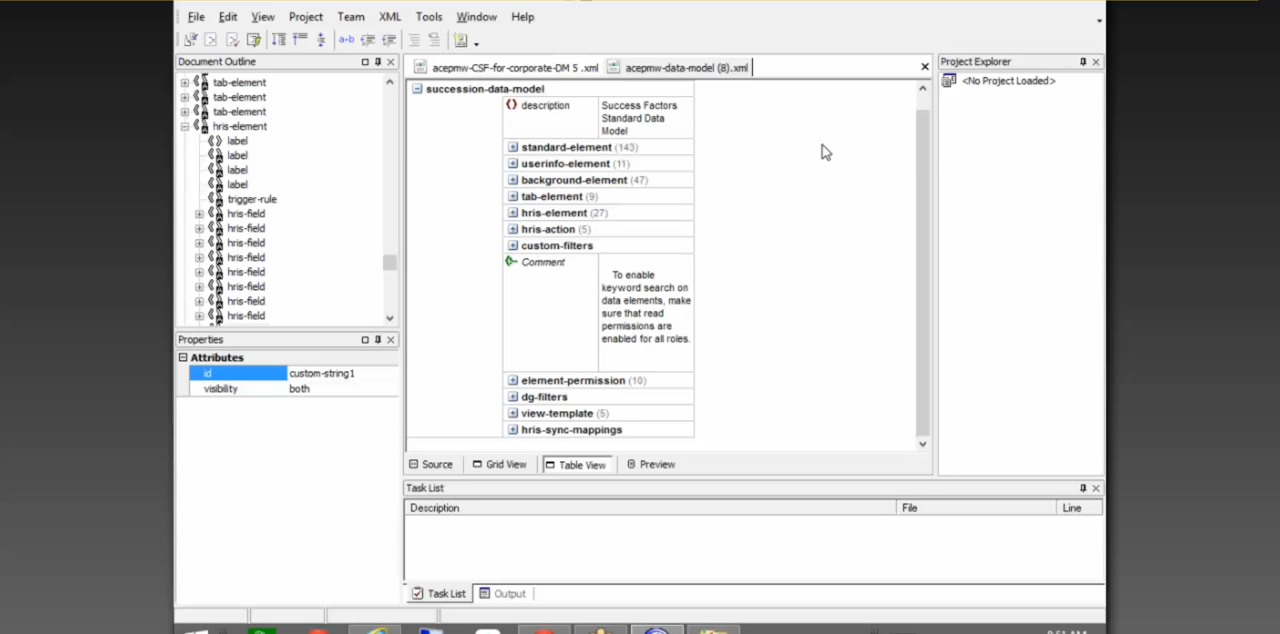 File Edit View Project Team XML Tools Window Help
Document Outline
tab-element
tab-element
tab-element
hris-element
label
label
label
label
trigger-rule
hris-field
hris-field
hris-field
hris-field
hris-field
hris-field
hris-field
hris-field
Properties
Attributes
id custom-string1
visibility both
acepmw-CSF-for-corporate-DM 5 .xml acepmw-data-model (8).xml
succession-data-model
description Success Factors
Standard Data
Model
standard-element (143)
userinfo-element (11)
background-element (47)
tab-element (9)
hris-element (27)
hris-action (5)
custom-filters
Comment
To enable
keyword search on
data elements, make
sure that read
permissions are
enabled for all roles.
element-permission (10)
dg-filters
view-template (5)
hris-sync-mappings
Source Grid View Table View Preview
Task List
Description File Line
Task List Output
Project Explorer
<No Project Loaded>